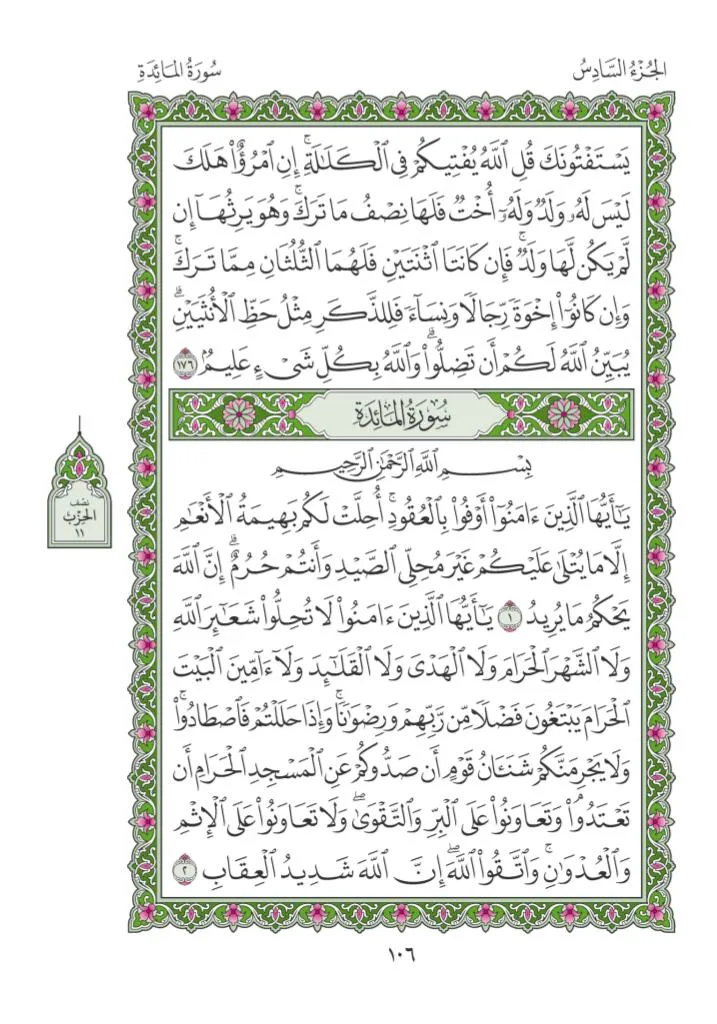 الجُزْءُ السَّادِسُ
سُورَةُ المَائِدَةِ
يَسْتَفْتُونَكَ قُلِ ٱللَّهُ يُفْتِيكُمْ فِى ٱلْكَلَٰلَةِ ۚ إِنِ ٱمْرُؤٌا۟ هَلَكَ
لَيْسَ لَهُۥ وَلَدٌ وَلَهُۥٓ أُخْتٌ فَلَهَا نِصْفُ مَا تَرَكَ ۚ وَهُوَ يَرِثُهَآ إِن
لَّمْ يَكُن لَّهَا وَلَدٌ ۚ فَإِن كَانَتَا ٱثْنَتَيْنِ فَلَهُمَا ٱلثُّلُثَانِ مِمَّا تَرَكَ ۚ
وَإِن كَانُوٓا۟ إِخْوَةً رِّجَالًا وَنِسَآءً فَلِلذَّكَرِ مِثْلُ حَظِّ ٱلْأُنثَيَيْنِ ۗ
يُبَيِّنُ ٱللَّهُ لَكُمْ أَن تَضِلُّوا۟ ۗ وَٱللَّهُ بِكُلِّ شَىْءٍ عَلِيمٌۢ ١٧٦
سُورَةُ المَائِدَةِ
بِسْمِ ٱللَّهِ ٱلرَّحْمَٰنِ ٱلرَّحِيمِ
يَٰٓأَيُّهَا ٱلَّذِينَ ءَامَنُوٓا۟ أَوْفُوا۟ بِٱلْعُقُودِ ۚ أُحِلَّتْ لَكُم بَهِيمَةُ ٱلْأَنْعَٰمِ
إِلَّا مَا يُتْلَىٰ عَلَيْكُمْ غَيْرَ مُحِلِّى ٱلصَّيْدِ وَأَنتُمْ حُرُمٌ ۗ إِنَّ ٱللَّهَ
يَحْكُمُ مَا يُرِيدُ ١ يَٰٓأَيُّهَا ٱلَّذِينَ ءَامَنُوا۟ لَا تُحِلُّوا۟ شَعَٰٓئِرَ ٱللَّهِ
وَلَا ٱلشَّهْرَ ٱلْحَرَامَ وَلَا ٱلْهَدْىَ وَلَا ٱلْقَلَٰٓئِدَ وَلَآ ءَآمِّينَ ٱلْبَيْتَ
ٱلْحَرَامَ يَبْتَغُونَ فَضْلًا مِّن رَّبِّهِمْ وَرِضْوَٰنًا ۚ وَإِذَا حَلَلْتُمْ فَٱصْطَادُوا۟ ۚ
وَلَا يَجْرِمَنَّكُمْ شَنَـَٔانُ قَوْمٍ أَن صَدُّوكُمْ عَنِ ٱلْمَسْجِدِ ٱلْحَرَامِ أَن
تَعْتَدُوا۟ ۘ وَتَعَاوَنُوا۟ عَلَى ٱلْبِرِّ وَٱلتَّقْوَىٰ ۖ وَلَا تَعَاوَنُوا۟ عَلَى ٱلْإِثْمِ
وَٱلْعُدْوَٰنِ ۚ وَٱتَّقُوا۟ ٱللَّهَ ۖ إِنَّ ٱللَّهَ شَدِيدُ ٱلْعِقَابِ ٢
نصف
الحزب
١١
١٠٦